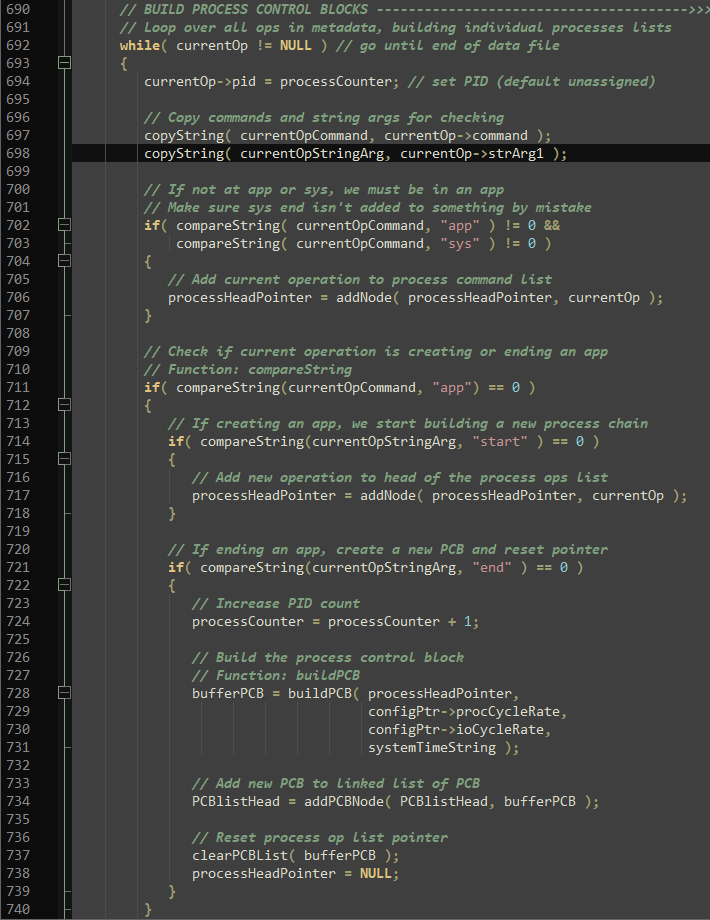 690 // BUILD PROCESS CONTROL BLOCKS --------------------------------------->>>
691 // Loop over all ops in metadata, building individual processes lists
692 while( currentOp != NULL ) // go until end of data file
693 {
694 currentOp->pid = processCounter; // set PID (default unassigned)
695
696 // Copy commands and string args for checking
697 copyString( currentOpCommand, currentOp->command );
698 copyString( currentOpStringArg, currentOp->strArg1 );
699
700 // If not at app or sys, we must be in an app
701 // Make sure sys end isn't added to something by mistake
702 if( compareString( currentOpCommand, "app" ) != 0 &&
703 compareString( currentOpCommand, "sys" ) != 0 )
704 {
705 // Add current operation to process command list
706 processHeadPointer = addNode( processHeadPointer, currentOp );
707 }
708
709 // Check if current operation is creating or ending an app
710 // Function: compareString
711 if( compareString(currentOpCommand, "app") == 0 )
712 {
713 // If creating an app, we start building a new process chain
714 if( compareString(currentOpStringArg, "start" ) == 0 )
715 {
716 // Add new operation to head of the process ops list
717 processHeadPointer = addNode( processHeadPointer, currentOp );
718 }
719
720 // If ending an app, create a new PCB and reset pointer
721 if( compareString(currentOpStringArg, "end" ) == 0 )
722 {
723 // Increase PID count
724 processCounter = processCounter + 1;
725
726 // Build the process control block
727 // Function: buildPCB
728 bufferPCB = buildPCB( processHeadPointer,
729 configPtr->procCycleRate,
730 configPtr->ioCycleRate,
731 systemTimeString );
732
733 // Add new PCB to linked list of PCB
734 PCBlistHead = addPCBNode( PCBlistHead, bufferPCB );
735
736 // Reset process op list pointer
737 clearPCBList( bufferPCB );
738 processHeadPointer = NULL;
739 }
740 }